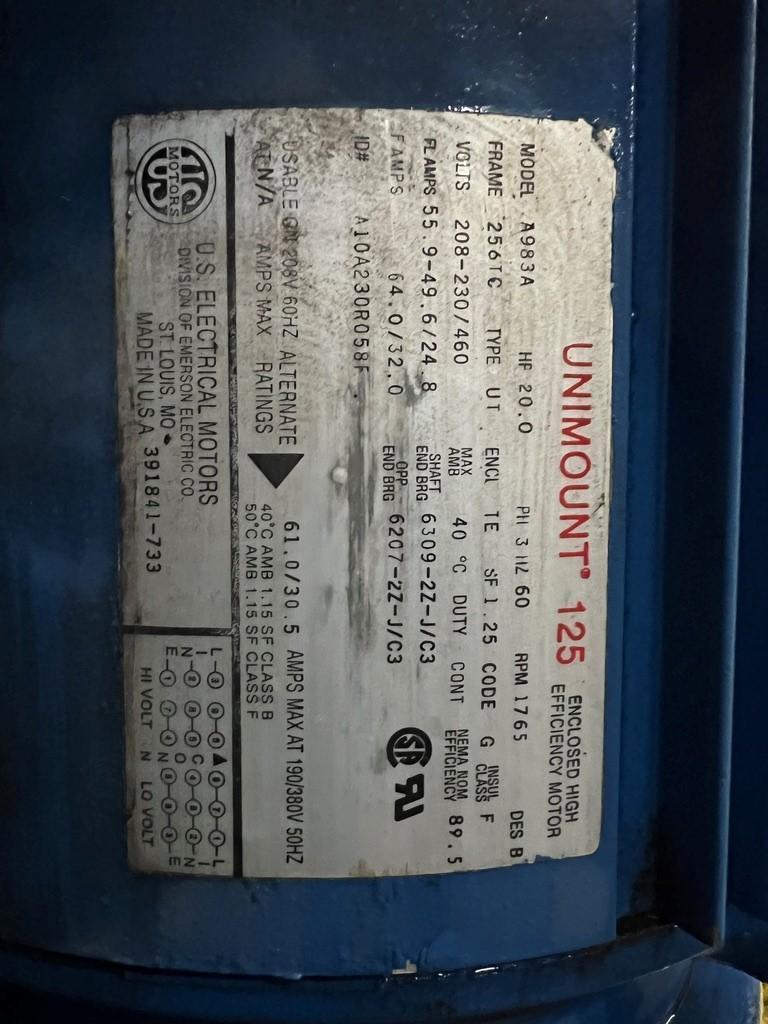 UNIMOUNT® 125 ENCLOSED HIGH EFFICIENCY MOTOR
MODEL A983A HP 20.0 PH 3 HZ 60 RPM 1765 DES B
FRAME 256TC TYPE UT ENCL TE SF 1.25 CODE G INSUL CLASS F
VOLTS 208-230/460 MAX AMB 40 °C DUTY CONT NEMA NOM EFFICIENCY 89.5
FL AMPS 55.9-49.6/24.8 SHAFT END BRG 6309-2Z-J/C3
AMPS 64.0/32.0 OPP END BRG 6207-2Z-J/C3
ID# A10A230R058F
USABLE ON 208V 60HZ ALTERNATE
AT N/A AMPS MAX RATINGS
61.0/30.5 AMPS MAX AT 190/380V 50HZ
40°C AMB 1.15 SF CLASS B
50°C AMB 1.15 SF CLASS F
US MOTORS
U.S. ELECTRICAL MOTORS
DIVISION OF EMERSON ELECTRIC CO.
ST. LOUIS, MO.
MADE IN U.S.A. 391841-733
LINE
HI VOLT
CONN
LO VOLT
LINE